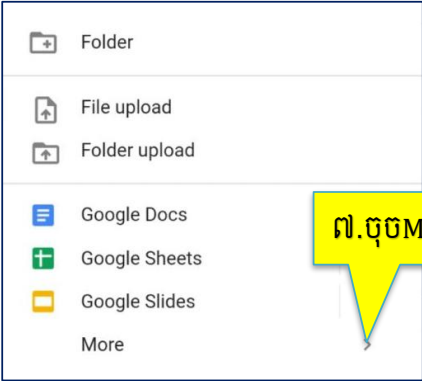 Folder
File upload
Folder upload
Google Docs
៧.ចុចM
Google Sheets
Google Slides
More